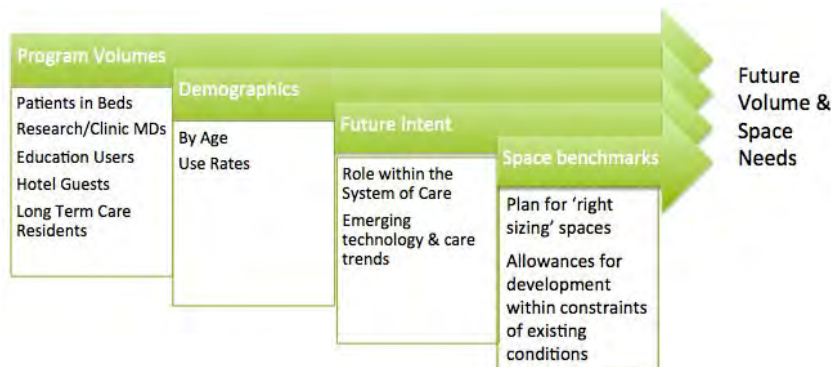 Program Volumes
Patients in Beds
Research/Clinic MDs
Education Users
Hotel Guests
Long Term Care
Residents
Demographics
By Age
Use Rates
Future Intent
Role within the
System of Care
Emerging
technology & care
trends
Space benchmarks
Plan for ‘right
sizing’ spaces
Allowances for
development
within constraints
of existing
conditions
Future
Volume &
Space
Needs